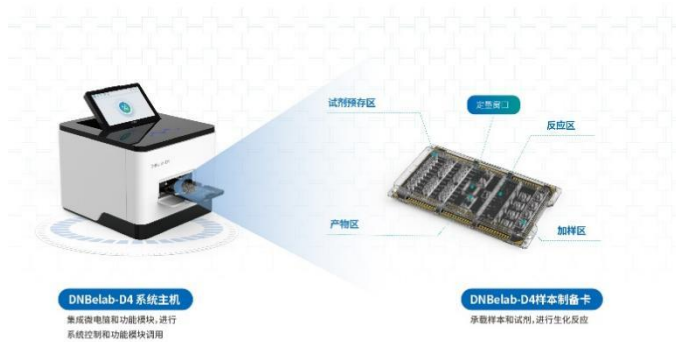 试剂预存区
定量窗口
反应区
产物区
加样区
DNBelab-D4 系统主机
集成微电脑和功能模块,进行
系统控制和功能模块调用
DNBelab-D4样本制备卡
承载样本和试剂,进行生化反应